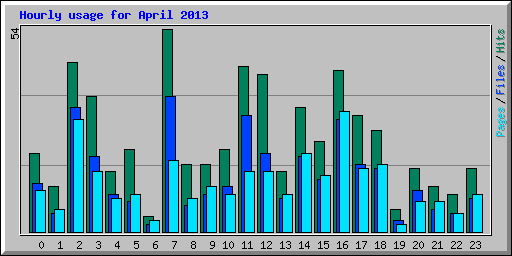 Hourly usage for April 2013
54
Pages/Files/Hits
0 1 2 3 4 5 6 7 8 9 10 11 12 13 14 15 16 17 18 19 20 21 22 23